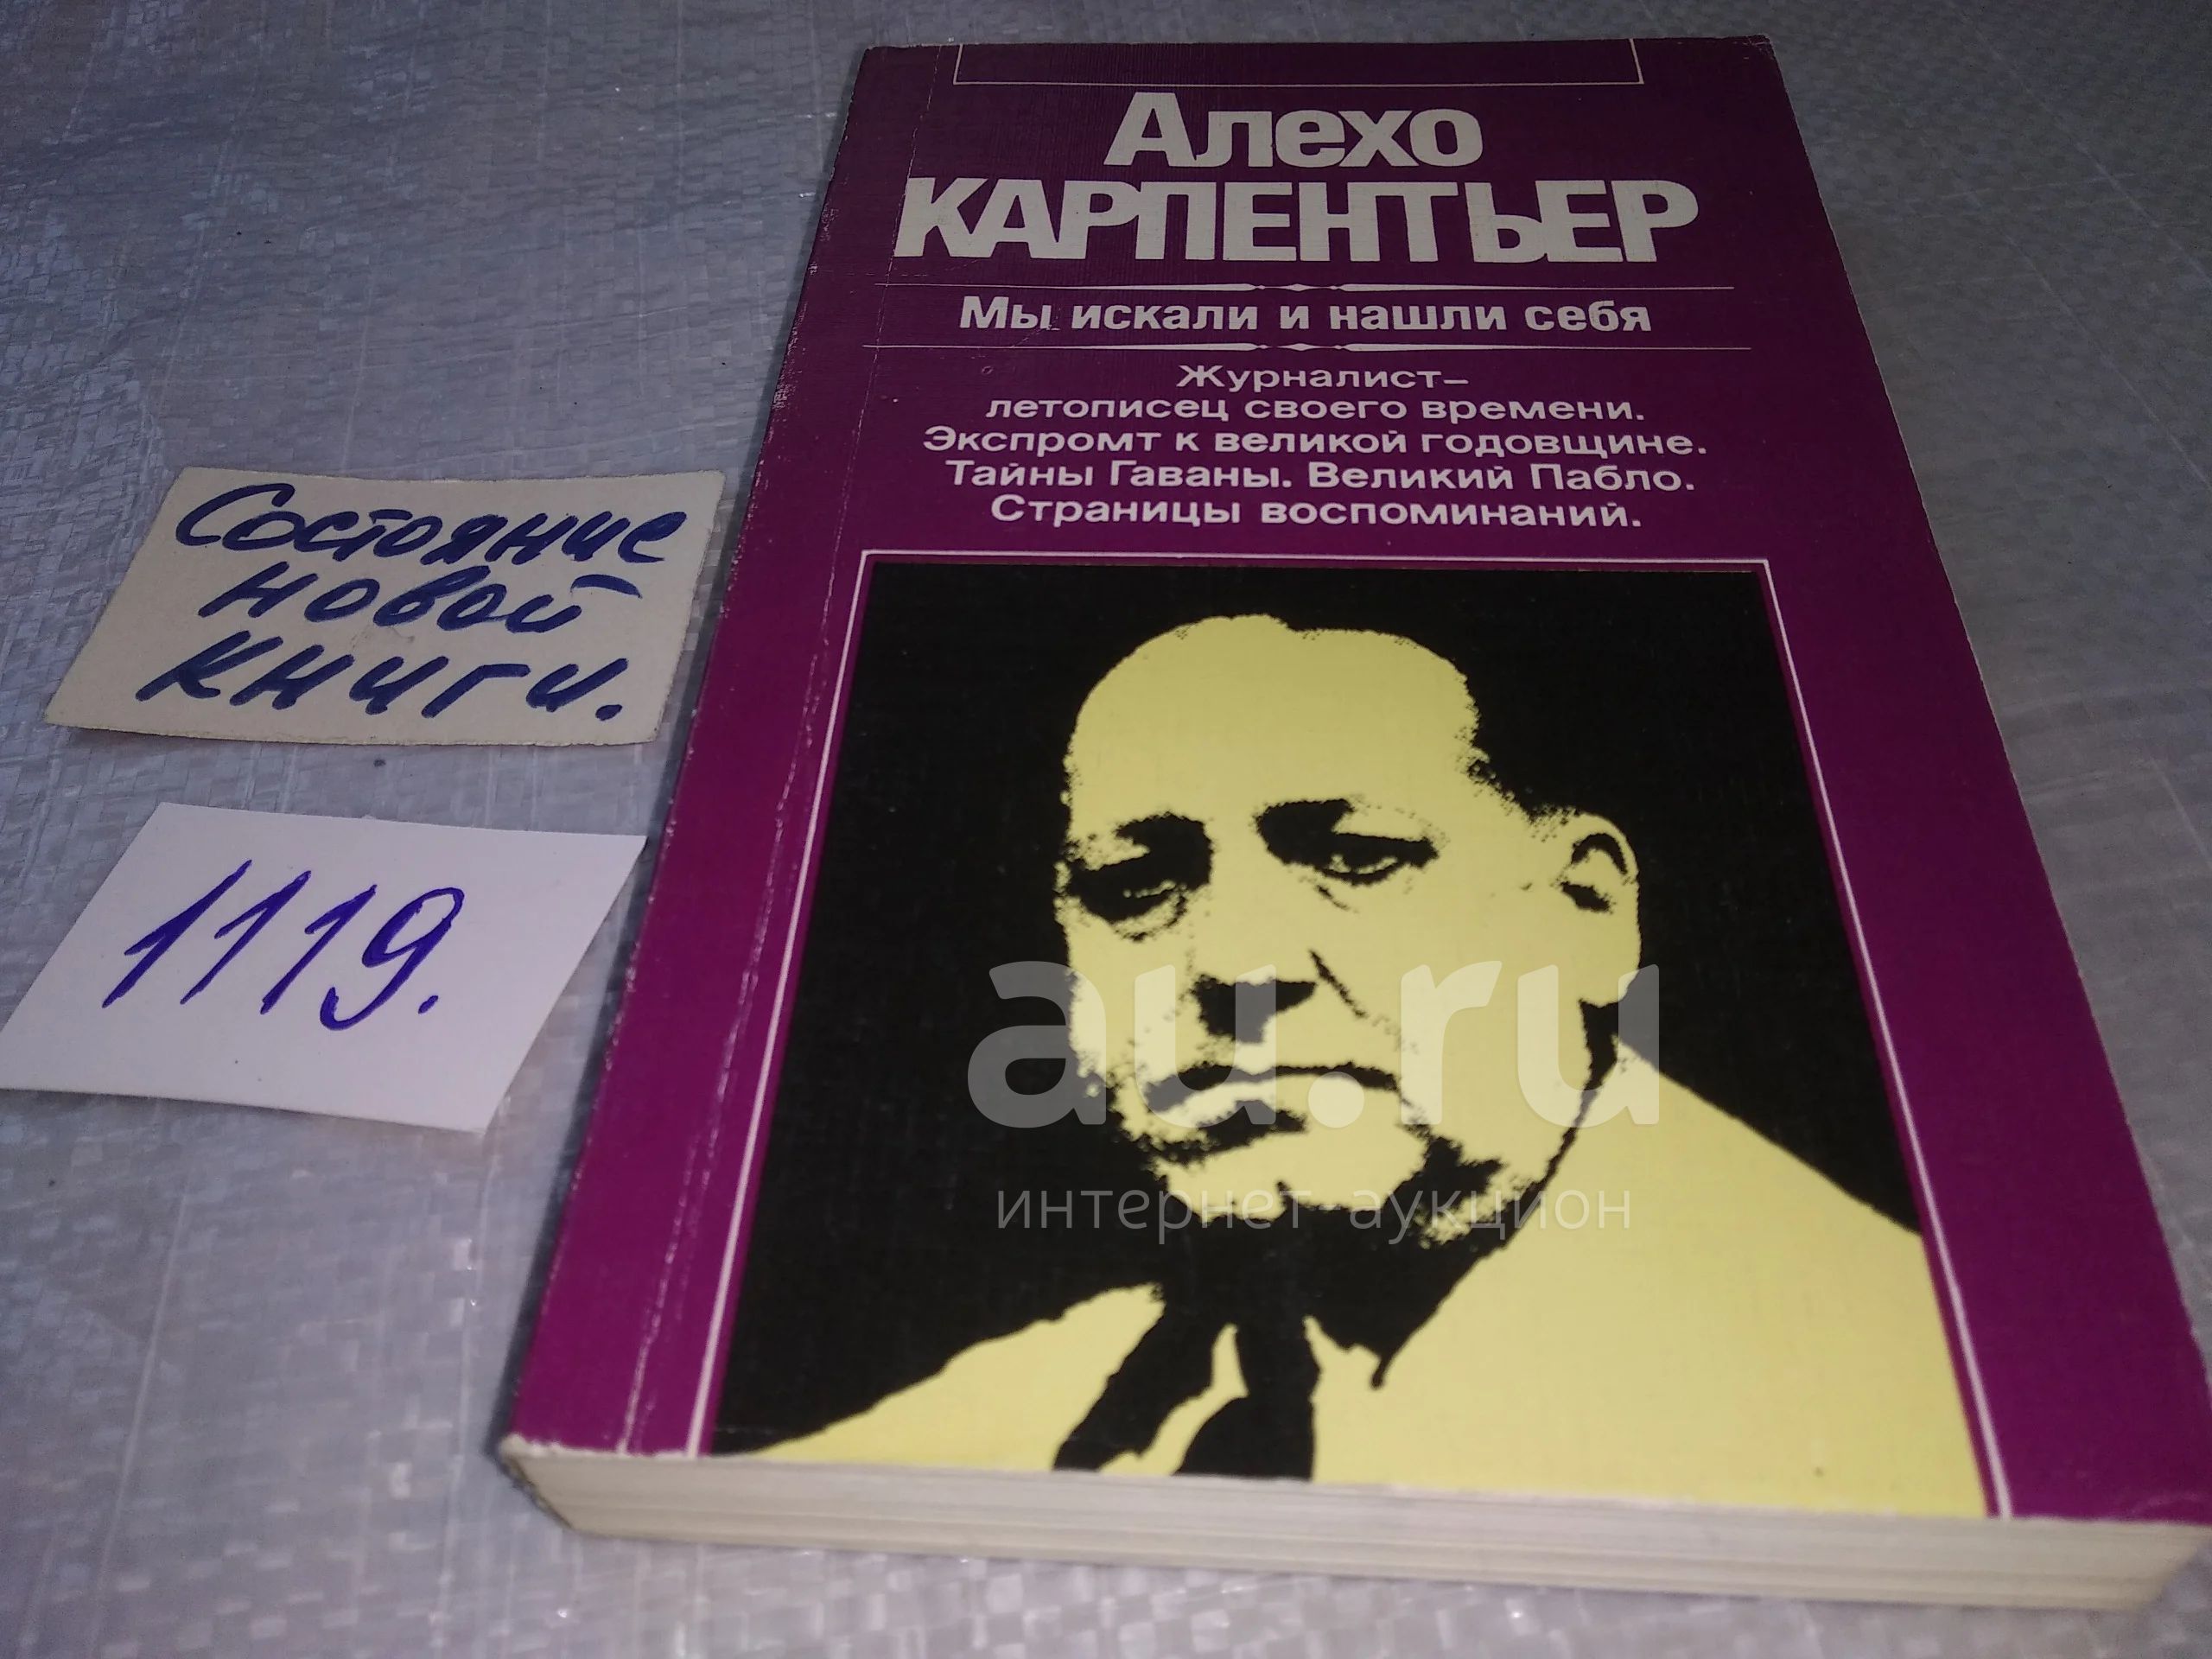 Алехо
КАРПЕНТЬЕР
Мы искали и нашли себя
Журналист–
летописец своего времени.
Экспромт к великой годовщине.
Тайны Гаваны. Великий Пабло.
Страницы воспоминаний.
Состояние
новой
книги.
1119.
au.ru
интернет аукцион